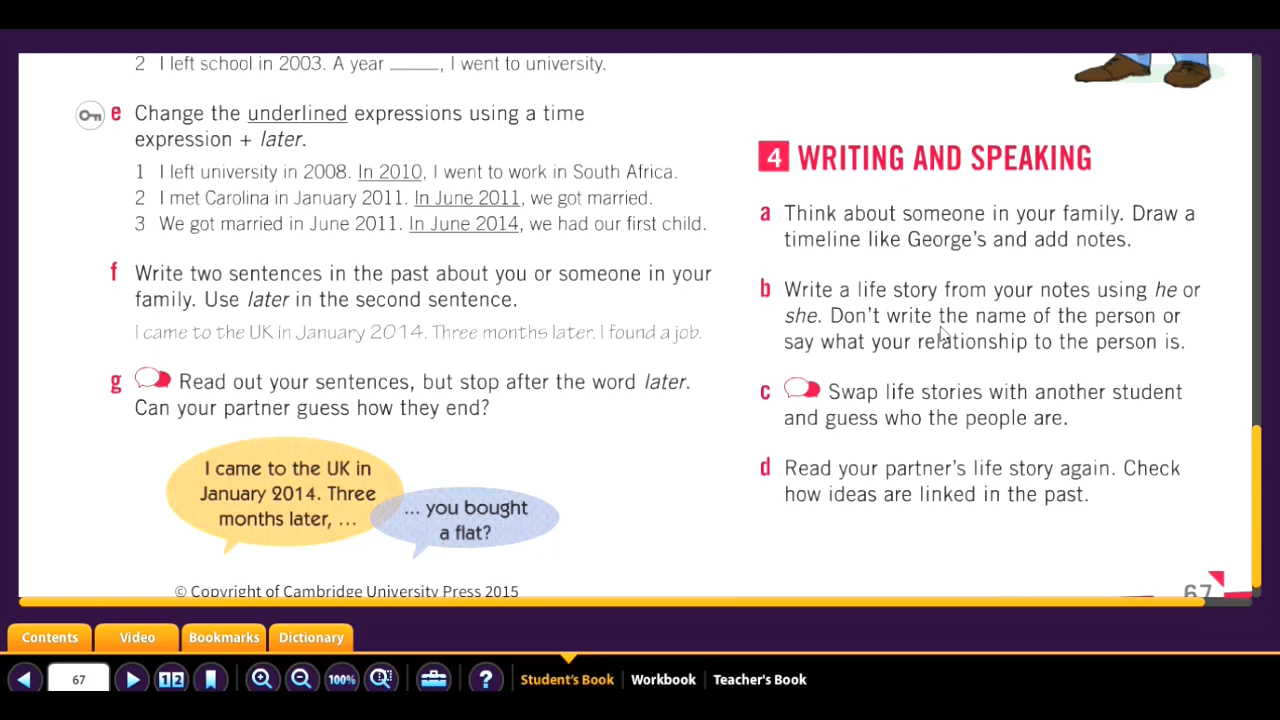 2 I left school in 2003. A year _____, I went to university.
e Change the underlined expressions using a time
expression + later.
1 I left university in 2008. In 2010, I went to work in South Africa.
2 I met Carolina in January 2011. In June 2011, we got married.
3 We got married in June 2011. In June 2014, we had our first child.
f Write two sentences in the past about you or someone in your
family. Use later in the second sentence.
I came to the UK in January 2014. Three months later, I found a job.
g Read out your sentences, but stop after the word later.
Can your partner guess how they end?
I came to the UK in
January 2014. Three
months later, ...
... you bought
a flat?
© Copyright of Cambridge University Press 2015
4 WRITING AND SPEAKING
a Think about someone in your family. Draw a
timeline like George's and add notes.
b Write a life story from your notes using he or
she. Don't write the name of the person or
say what your relationship to the person is.
c Swap life stories with another student
and guess who the people are.
d Read your partner's life story again. Check
how ideas are linked in the past.
67
Contents Video Bookmarks Dictionary
67 1 2 100% ? Student's Book Workbook Teacher's Book